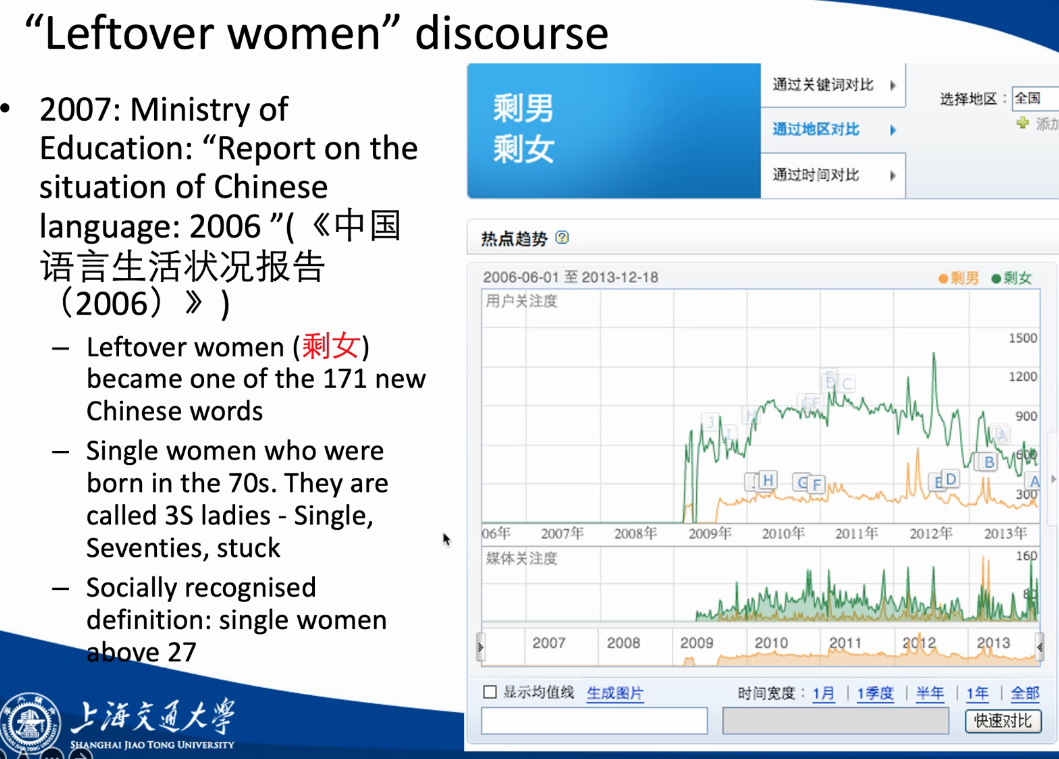 “Leftover women” discourse
• 2007: Ministry of
Education: “Report on the
situation of Chinese
language: 2006 ”(《中国
语言生活状况报告
（2006）》)
– Leftover women (剩女)
became one of the 171 new
Chinese words
– Single women who were
born in the 70s. They are
called 3S ladies - Single,
Seventies, stuck
– Socially recognised
definition: single women
above 27
上海交通大学
SHANGHAI JIAO TONG UNIVERSITY
剩男
剩女
通过关键词对比
通过地区对比
通过时间对比
选择地区：全国
添加
热点趋势
2006-06-01 至 2013-12-18
剩男 剩女
用户关注度
1500
1200
900
600
300
E C
J I H G F A
H G F E D B A
06年 2007年 2008年 2009年 2010年 2011年 2012年 2013年
媒体关注度
160
80
2007 2008 2009 2010 2011 2012 2013
显示均值线 生成图片
时间宽度：1月 | 1季度 | 半年 | 1年 | 全部
快速对比